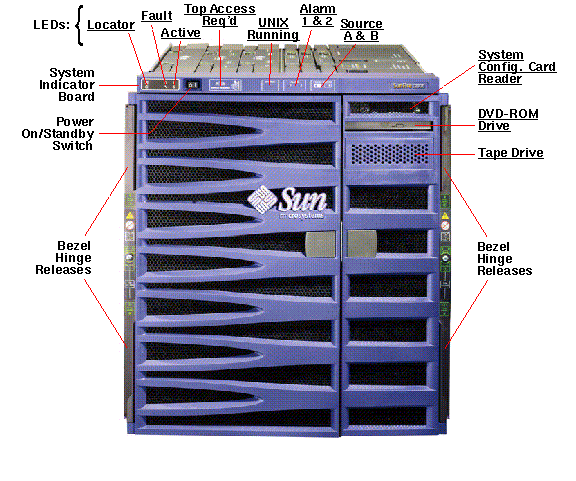 LEDs:
Locator
Fault
Active
Top Access
Req'd
UNIX
Running
Alarm
1 & 2
Source
A & B
System
Indicator
Board
Power
On/Standby
Switch
Bezel
Hinge
Releases
Sun
microsystems
System
Config. Card
Reader
DVD-ROM
Drive
Tape Drive
Bezel
Hinge
Releases